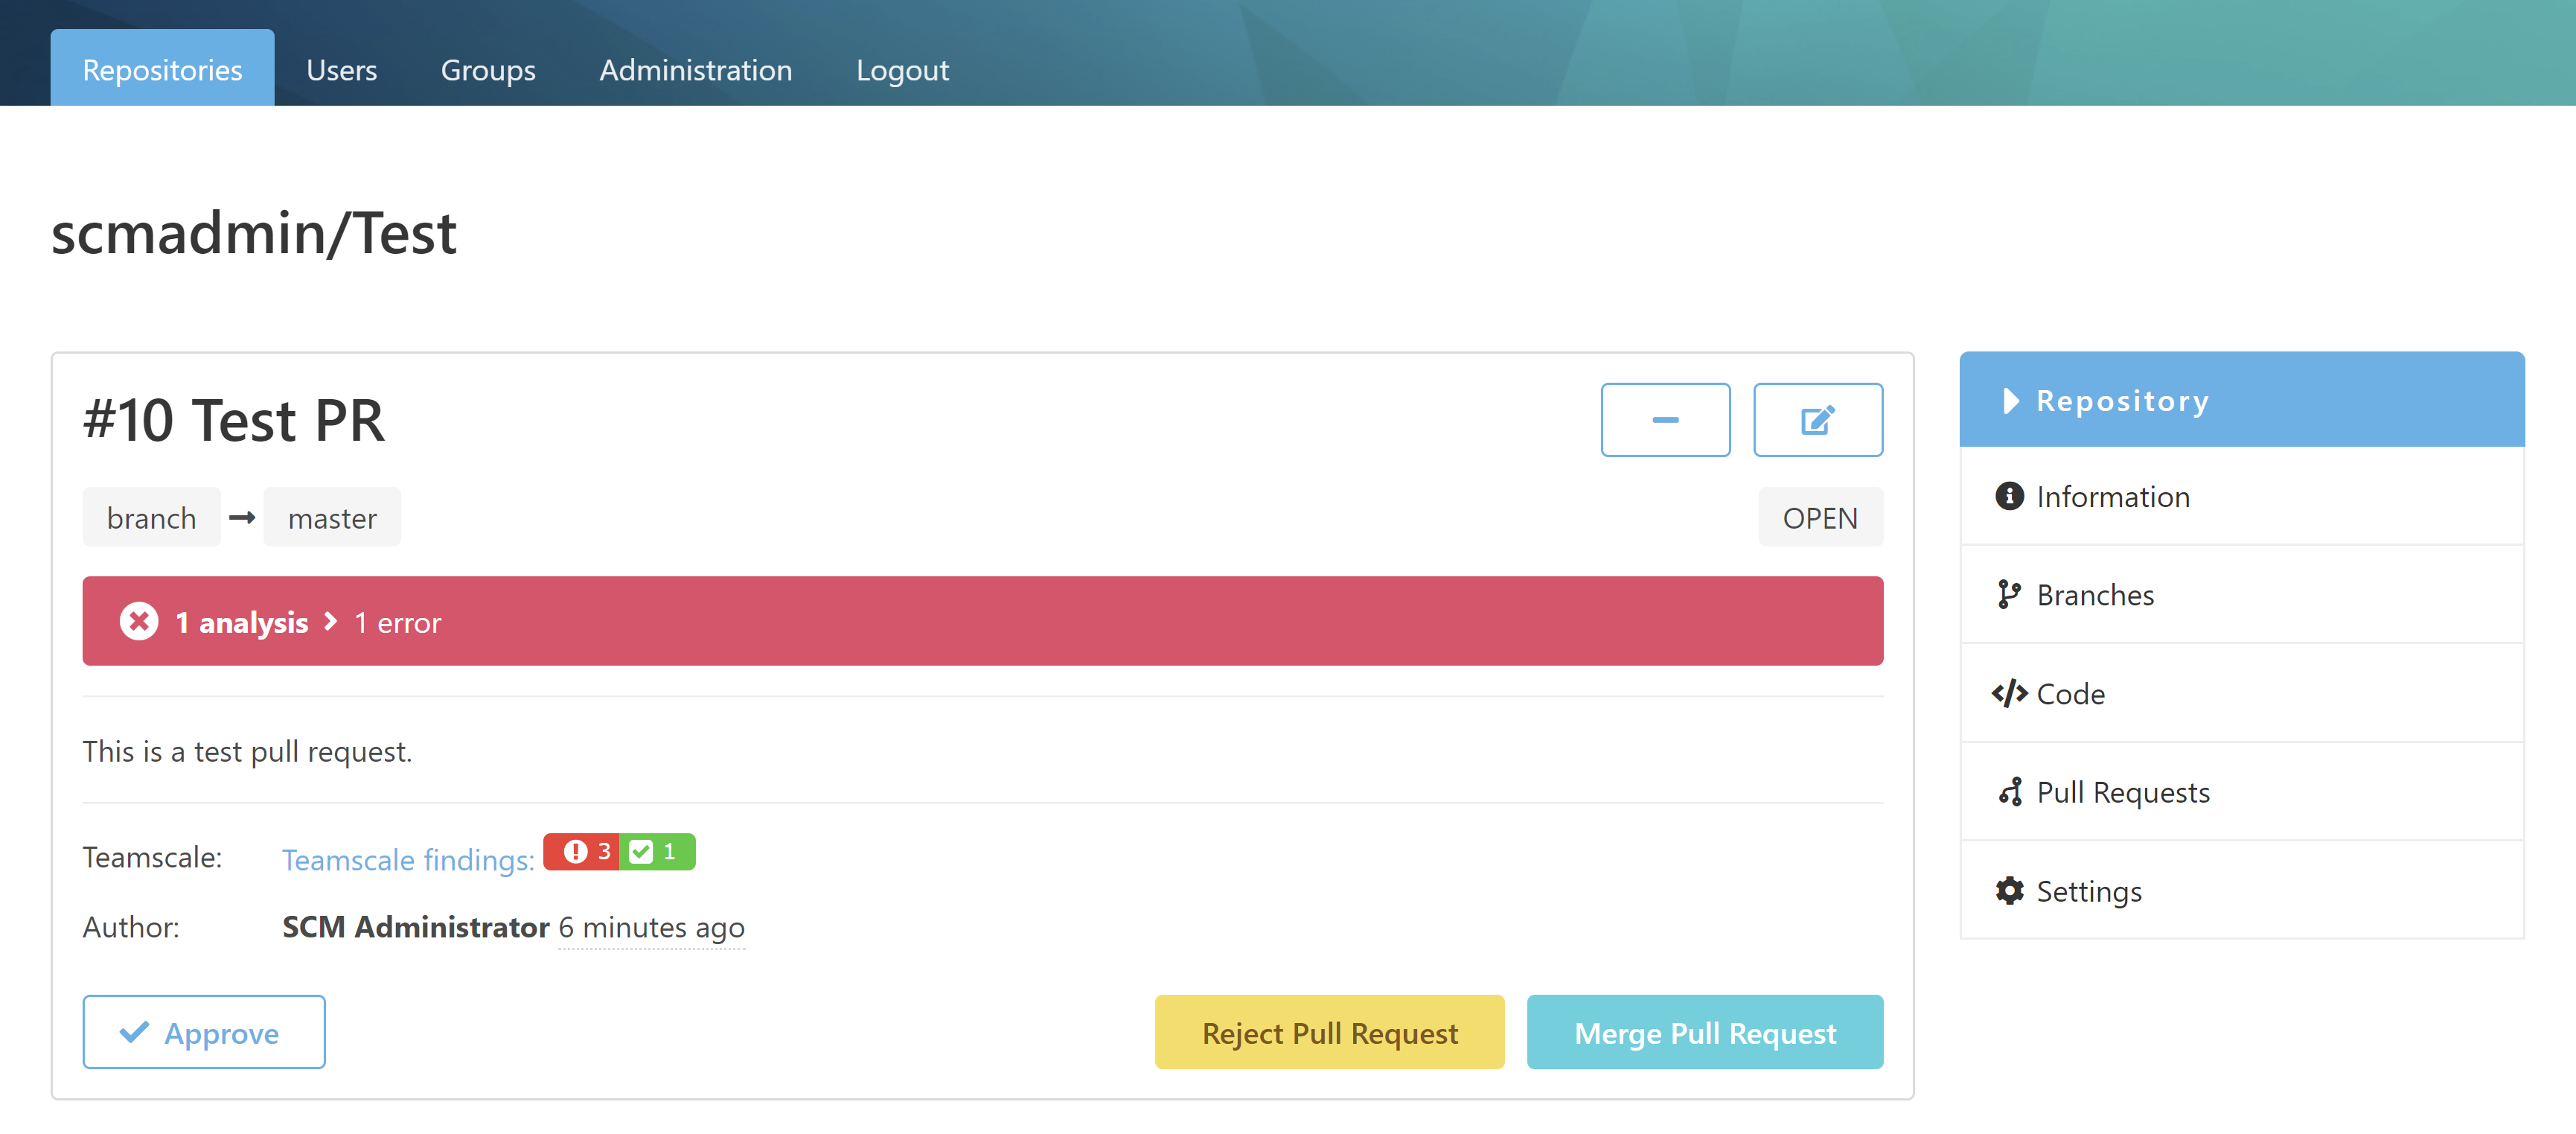 Repositories Users Groups Administration Logout
scmadmin/Test
#10 Test PR
branch master
OPEN
1 analysis 1 error
This is a test pull request.
Teamscale: Teamscale findings: 3 1
Author: SCM Administrator 6 minutes ago
Approve
Reject Pull Request
Merge Pull Request
Repository
Information
Branches
Code
Pull Requests
Settings